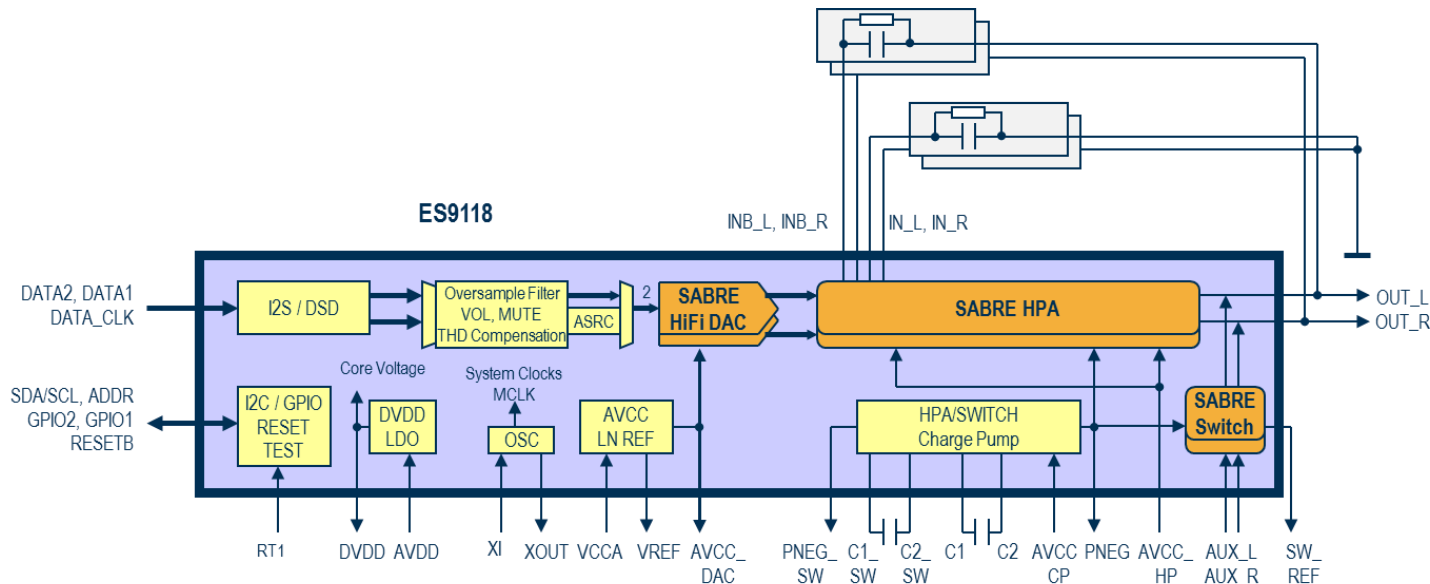 ES9118
INB_L, INB_R
IN_L, IN_R
DATA2, DATA1
DATA_CLK
I2S / DSD
Oversample Filter
VOL, MUTE
THD Compensation
ASRC
2
SABRE
HiFi DAC
SABRE HPA
OUT_L
OUT_R
SDA/SCL, ADDR
GPIO2, GPIO1
RESETB
I2C / GPIO
RESET
TEST
Core Voltage
DVDD
LDO
System Clocks
MCLK
OSC
AVCC
LN REF
HPA/SWITCH
Charge Pump
SABRE
Switch
RT1
DVDD
AVDD
XI
XOUT
VCCA
VREF
AVCC_
DAC
PNEG_
SW
C1_
SW
C2_
SW
C1
C2
AVCC
CP
PNEG
AVCC_
HP
AUX_L
AUX_R
SW_
REF